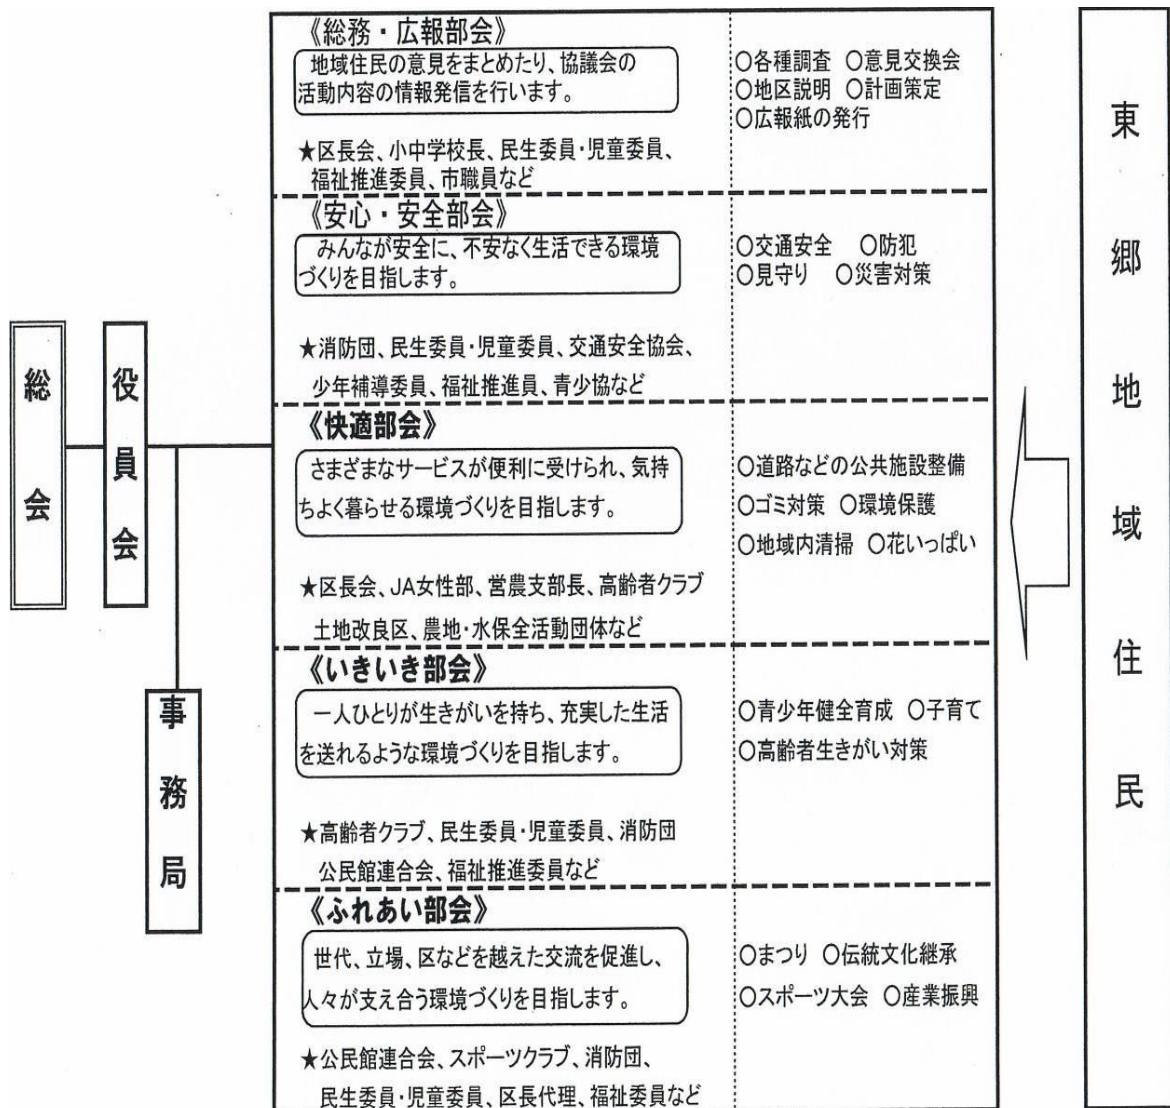 総会
役員会
事務局
《総務・広報部会》
地域住民の意見をまとめたり、協議会の
活動内容の情報発信を行います。
★区長会、小中学校長、民生委員・児童委員、
福祉推進委員、市職員など
○各種調査 ○意見交換会
○地区説明 ○計画策定
○広報紙の発行
《安心・安全部会》
みんなが安全に、不安なく生活できる環境
づくりを目指します。
★消防団、民生委員・児童委員、交通安全協会、
少年補導委員、福祉推進員、青少協など
○交通安全 ○防犯
○見守り ○災害対策
《快適部会》
さまざまなサービスが便利に受けられ、気持
ちよく暮らせる環境づくりを目指します。
★区長会、JA女性部、営農支部長、高齢者クラブ
土地改良区、農地・水保全活動団体など
○道路などの公共施設整備
○ゴミ対策 ○環境保護
○地域内清掃 ○花いっぱい
《いきいき部会》
一人ひとりが生きがいを持ち、充実した生活
を送れるような環境づくりを目指します。
★高齢者クラブ、民生委員・児童委員、消防団
公民館連合会、福祉推進委員など
○青少年健全育成 ○子育て
○高齢者生きがい対策
《ふれあい部会》
世代、立場、区などを越えた交流を促進し、
人々が支え合う環境づくりを目指します。
★公民館連合会、スポーツクラブ、消防団、
民生委員・児童委員、区長代理、福祉委員など
○まつり ○伝統文化継承
○スポーツ大会 ○産業振興
東郷地域住民